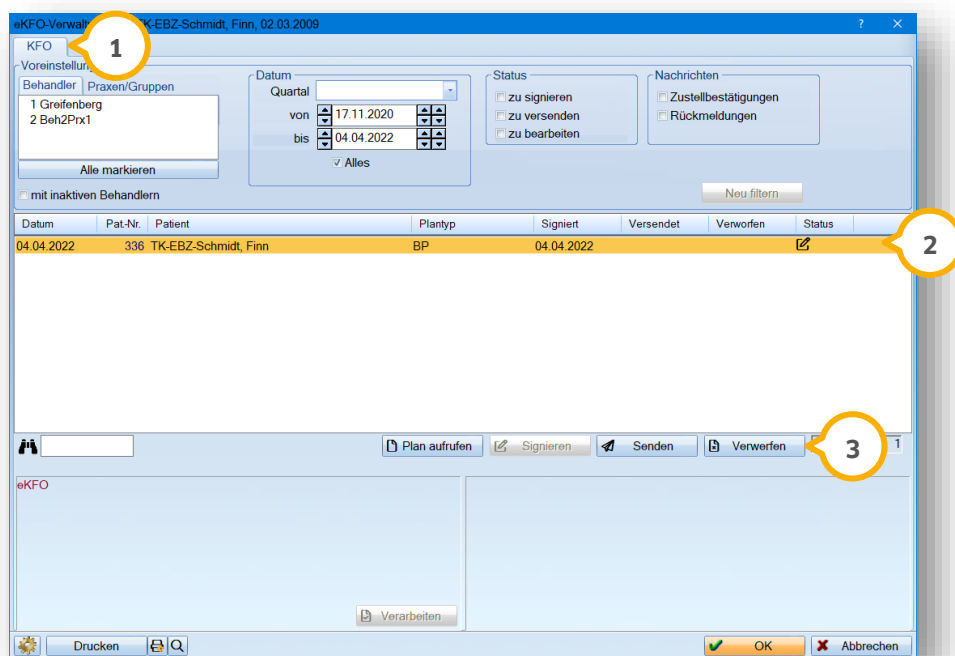 eKFO-Verwalt TK-EBZ-Schmidt, Finn, 02.03.2009 ? ×
KFO
1
Voreinstellung
Behandler Praxen/Gruppen
1 Greifenberg
2 Beh2Prx1
Alle markieren
mit inaktiven Behandlern
Datum
Quartal
von 17.11.2020
bis 04.04.2022
Alles
Status
zu signieren
zu versenden
zu bearbeiten
Nachrichten
Zustellbestätigungen
Rückmeldungen
Neu filtern
Datum Pat-Nr. Patient Plantyp Signiert Versendet Verworfen Status
04.04.2022 336 TK-EBZ-Schmidt, Finn BP 04.04.2022
2
Plan aufrufen Signieren Senden Verwerfen 1
3
eKFO
Verarbeiten
Drucken OK Abbrechen